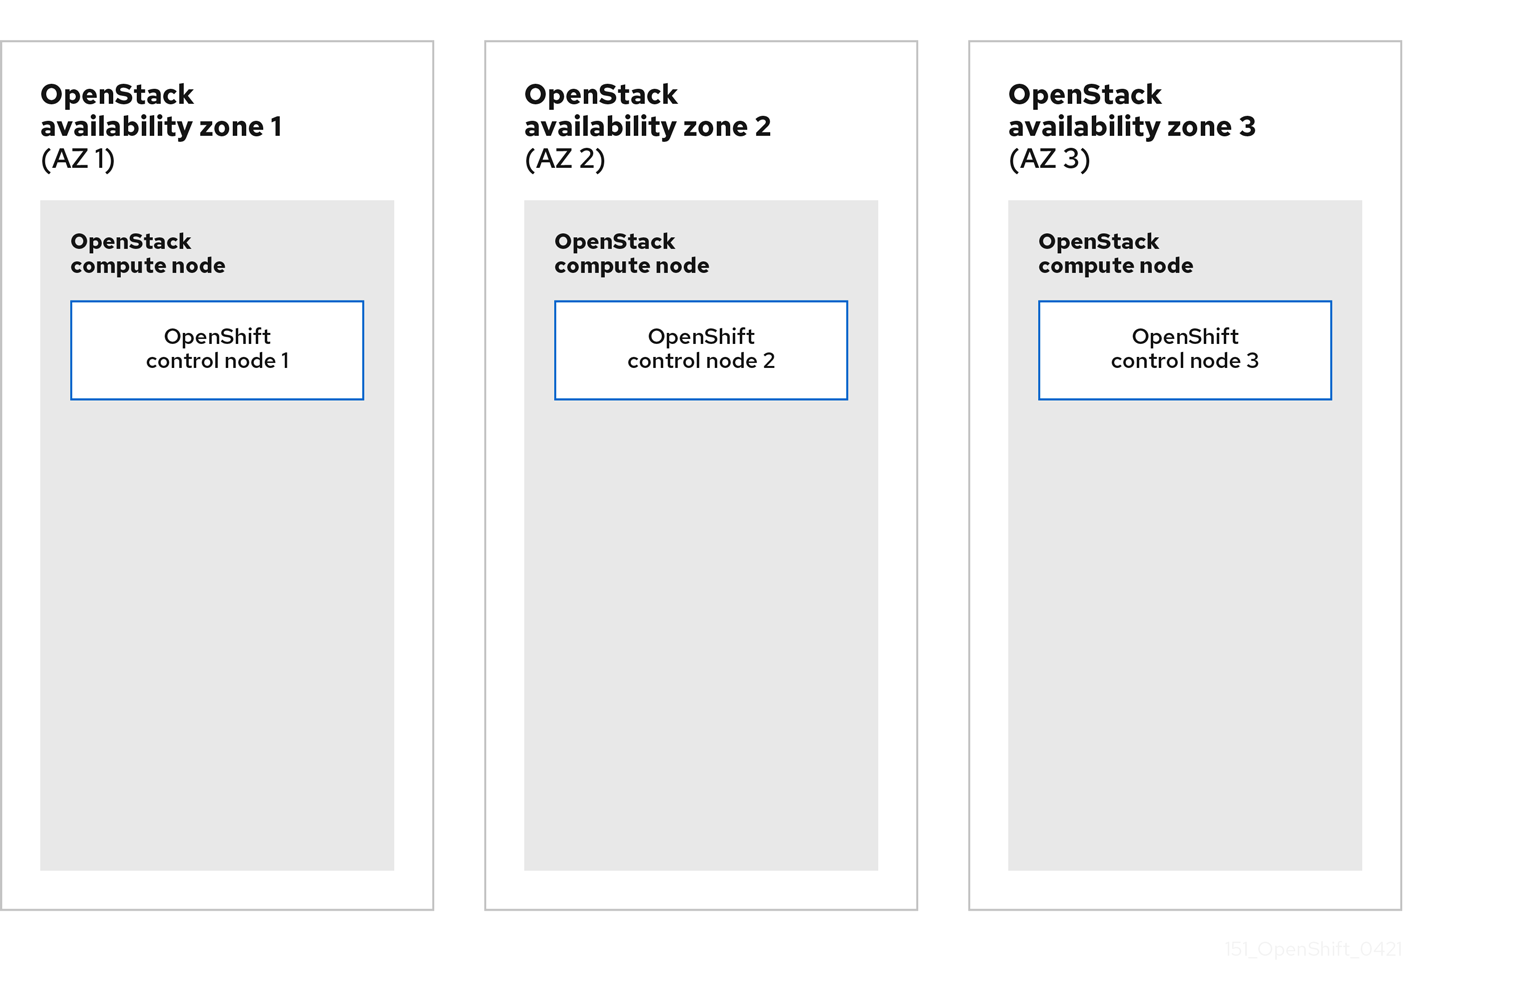 OpenStack
availability zone 1
(AZ 1)
OpenStack
compute node
OpenShift
control node 1
OpenStack
availability zone 2
(AZ 2)
OpenStack
compute node
OpenShift
control node 2
OpenStack
availability zone 3
(AZ 3)
OpenStack
compute node
OpenShift
control node 3
151_OpenShift_0421